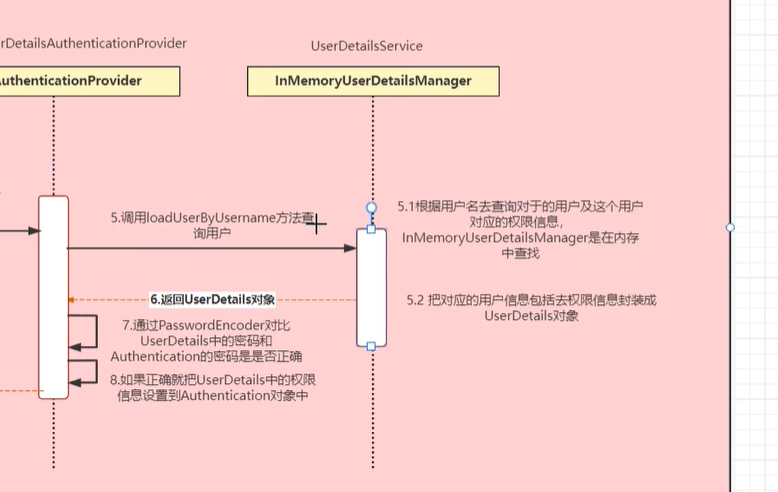 rDetailsAuthenticationProvider
UserDetailsService
AuthenticationProvider
InMemoryUserDetailsManager
5.1根据用户名去查询对于的用户及这个用户
对应的权限信息,
InMemoryUserDetailsManager是在内存
中查找
5.调用loadUserByUsername方法查
询用户
6.返回UserDetails对象
5.2 把对应的用户信息包括去权限信息封装成
UserDetails对象
7.通过PasswordEncoder对比
UserDetails中的密码和
Authentication的密码是是否正确
8.如果正确就把UserDetails中的权限
信息设置到Authentication对象中